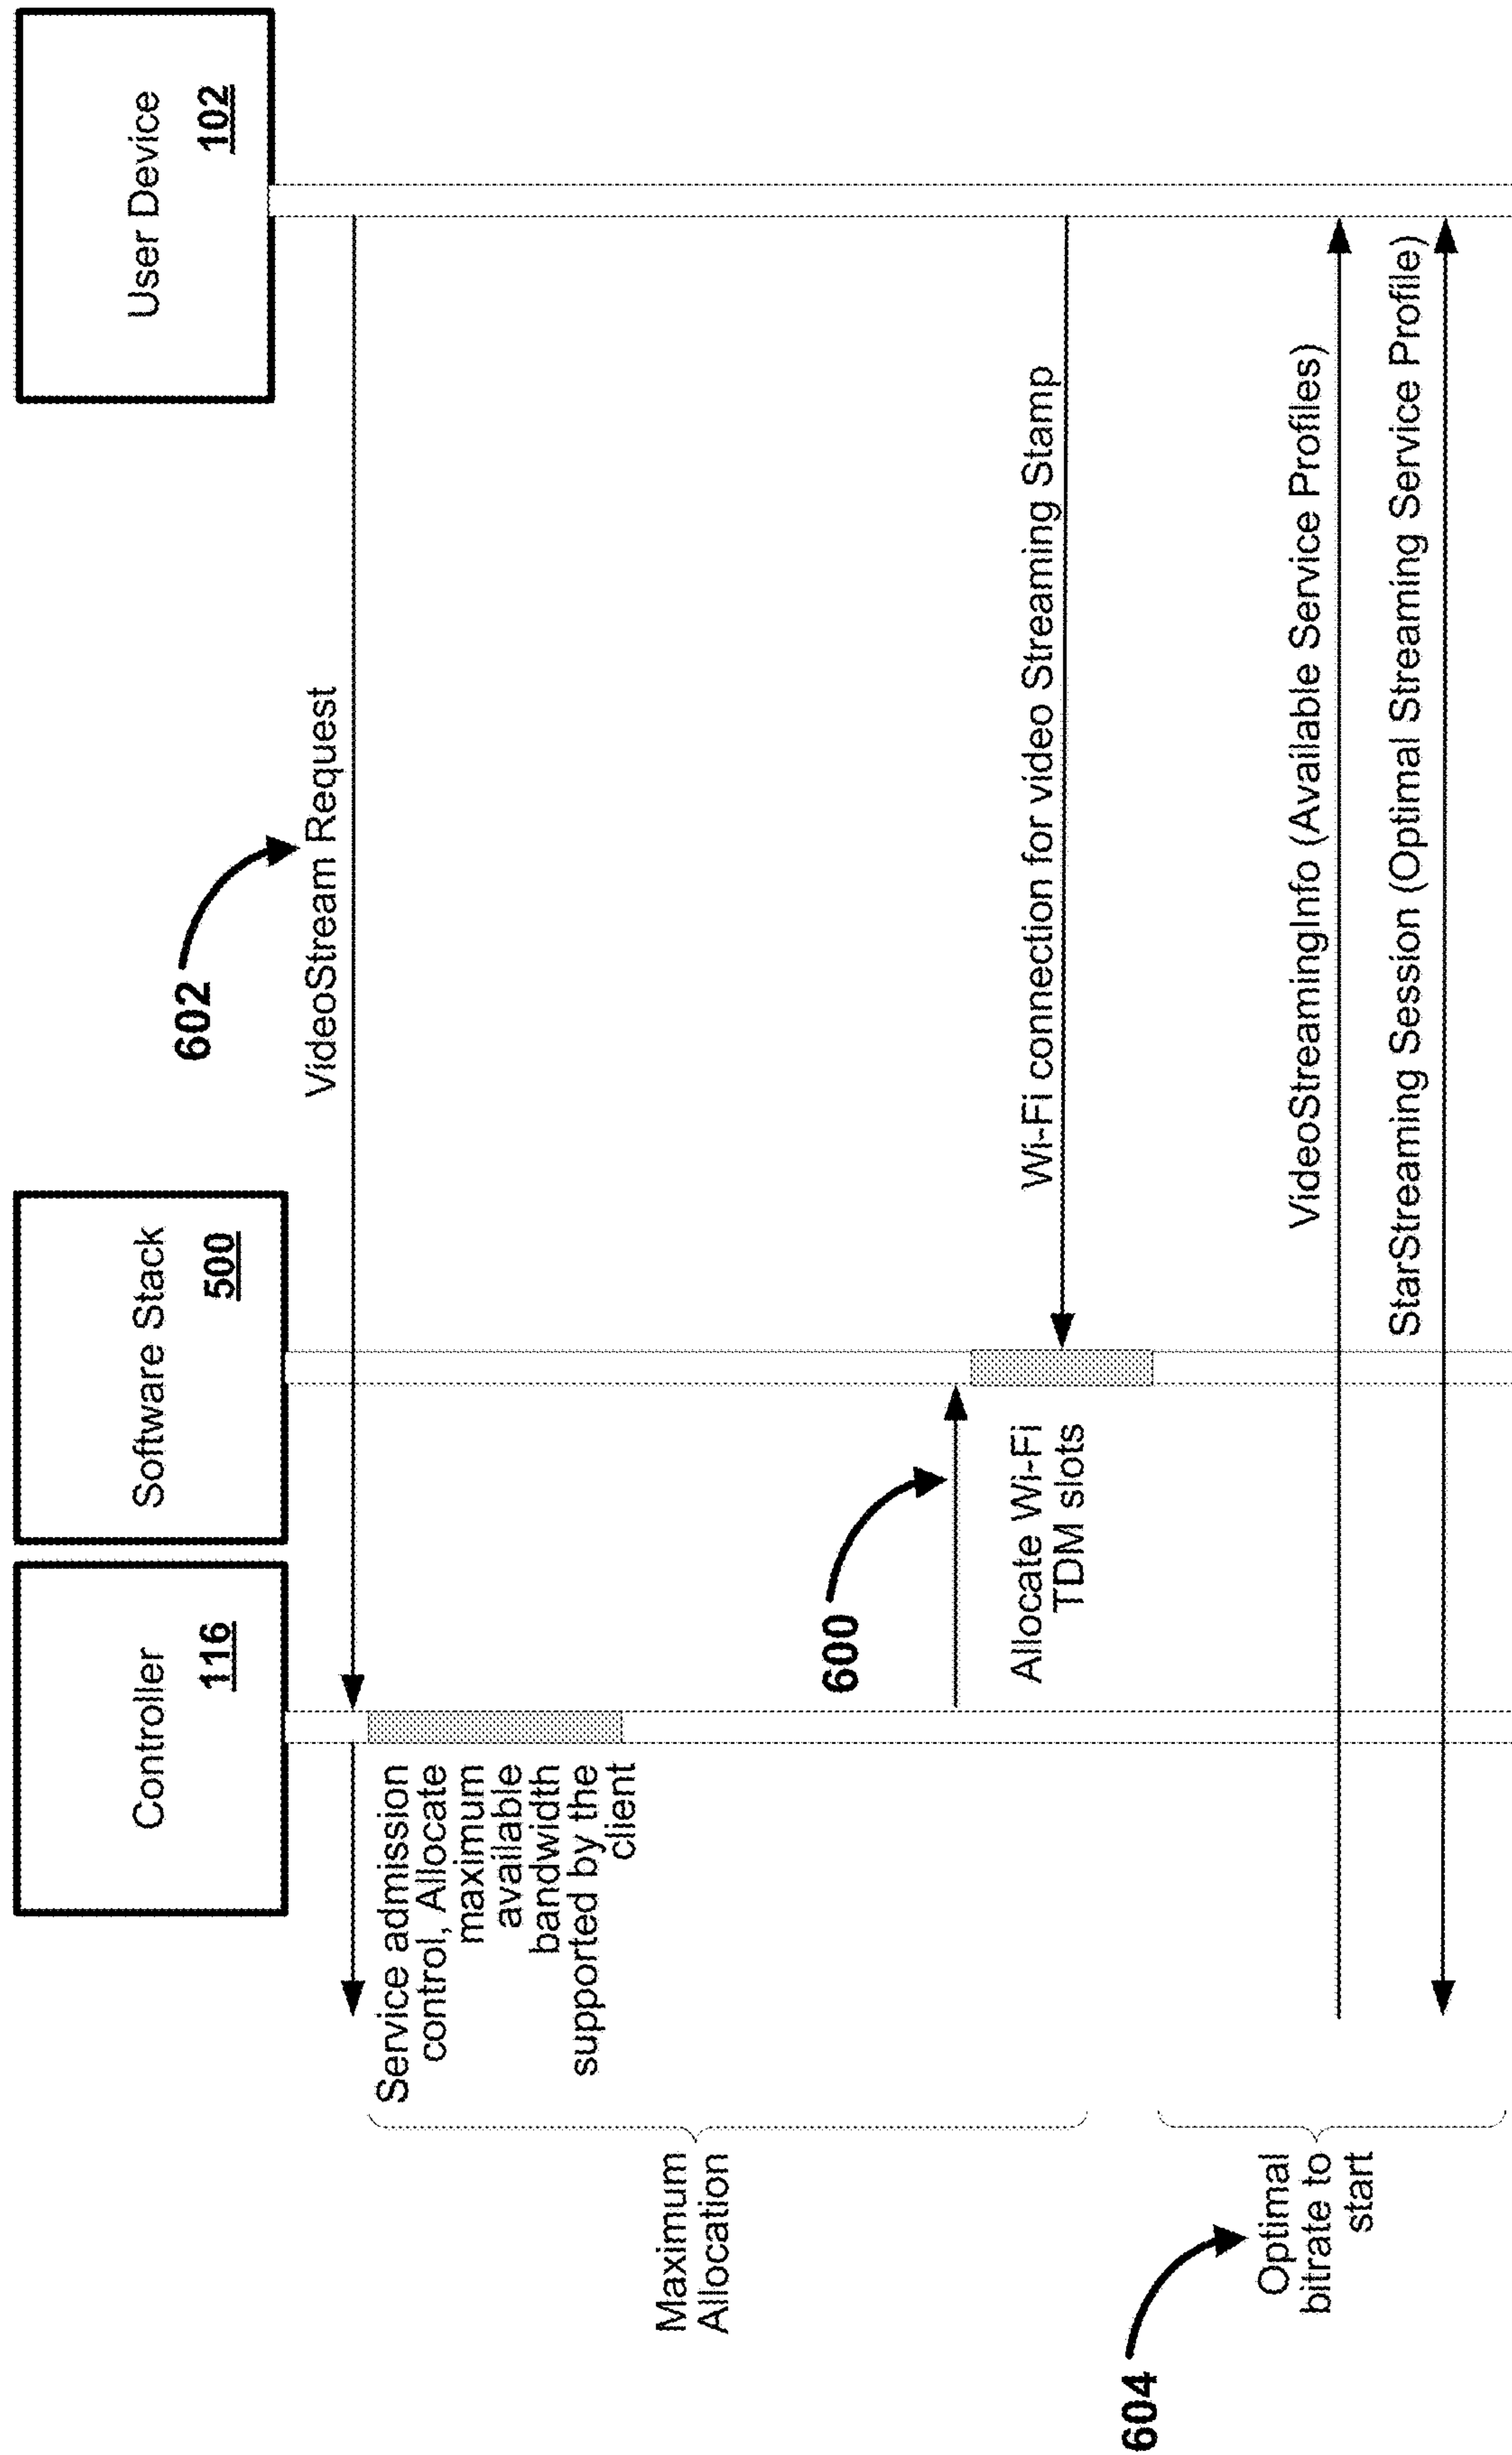 Controller
116
Software Stack
500
User Device
102
602
VideoStream Request
Service admission
control, Allocate
maximum
available
bandwidth
supported by the
client
Maximum
Allocation
600
Allocate Wi-Fi
TDM slots
Wi-Fi connection for video Streaming Stamp
604
Optimal
bitrate to
start
VideoStreamingInfo (Available Service Profiles)
StarStreaming Session (Optimal Streaming Service Profile)